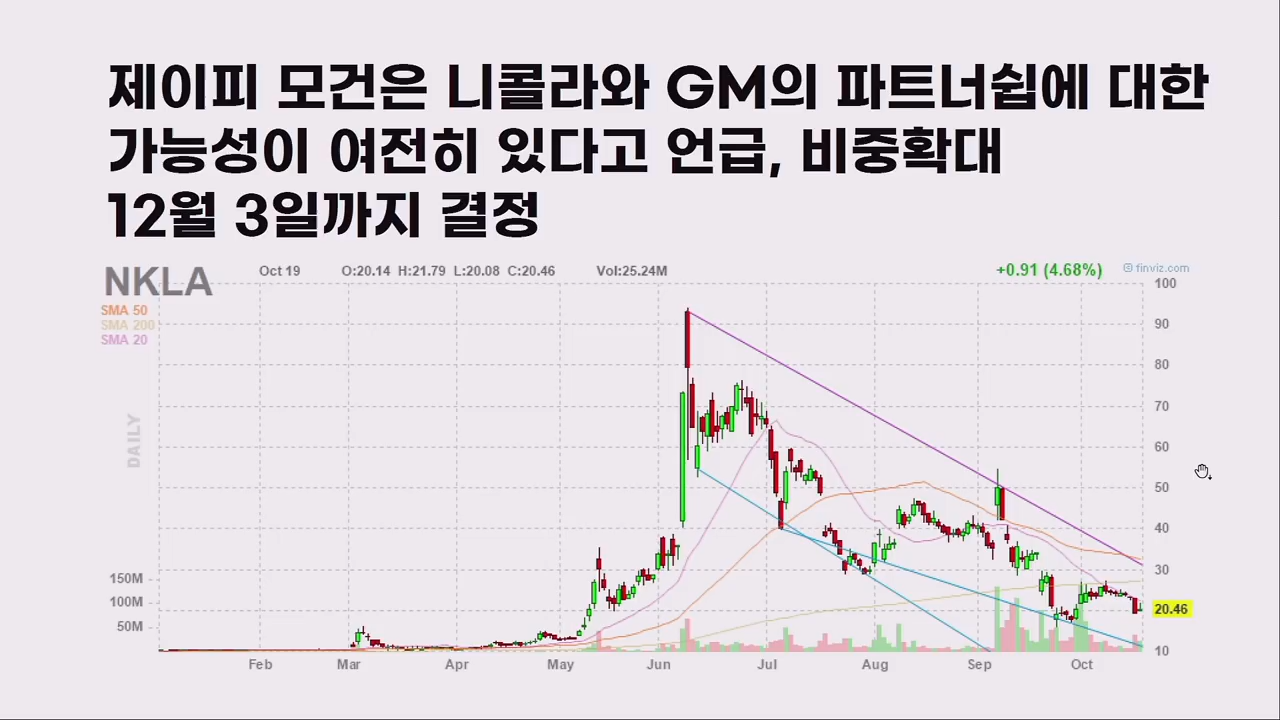 제이피 모건은 니콜라와 GM의 파트너쉽에 대한
가능성이 여전히 있다고 언급, 비중확대
12월 3일까지 결정
NKLA
Oct 19 O:20.14 H:21.79 L:20.08 C:20.46 Vol:25.24M +0.91 (4.68%) © finviz.com
SMA 50
SMA 200
SMA 20
DAILY
100
90
80
70
60
50
40
30
20.46
10
150M
100M
50M
Feb Mar Apr May Jun Jul Aug Sep Oct